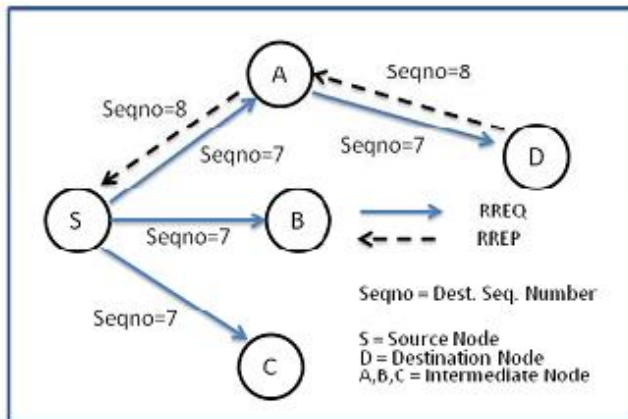 A
Seqno=8
Seqno=8
Seqno=7
Seqno=7
D
S
B
RREQ
Seqno=7
RREP
Seqno = Dest. Seq. Number
Seqno=7
S = Source Node
D = Destination Node
A,B,C = Intermediate Node
C